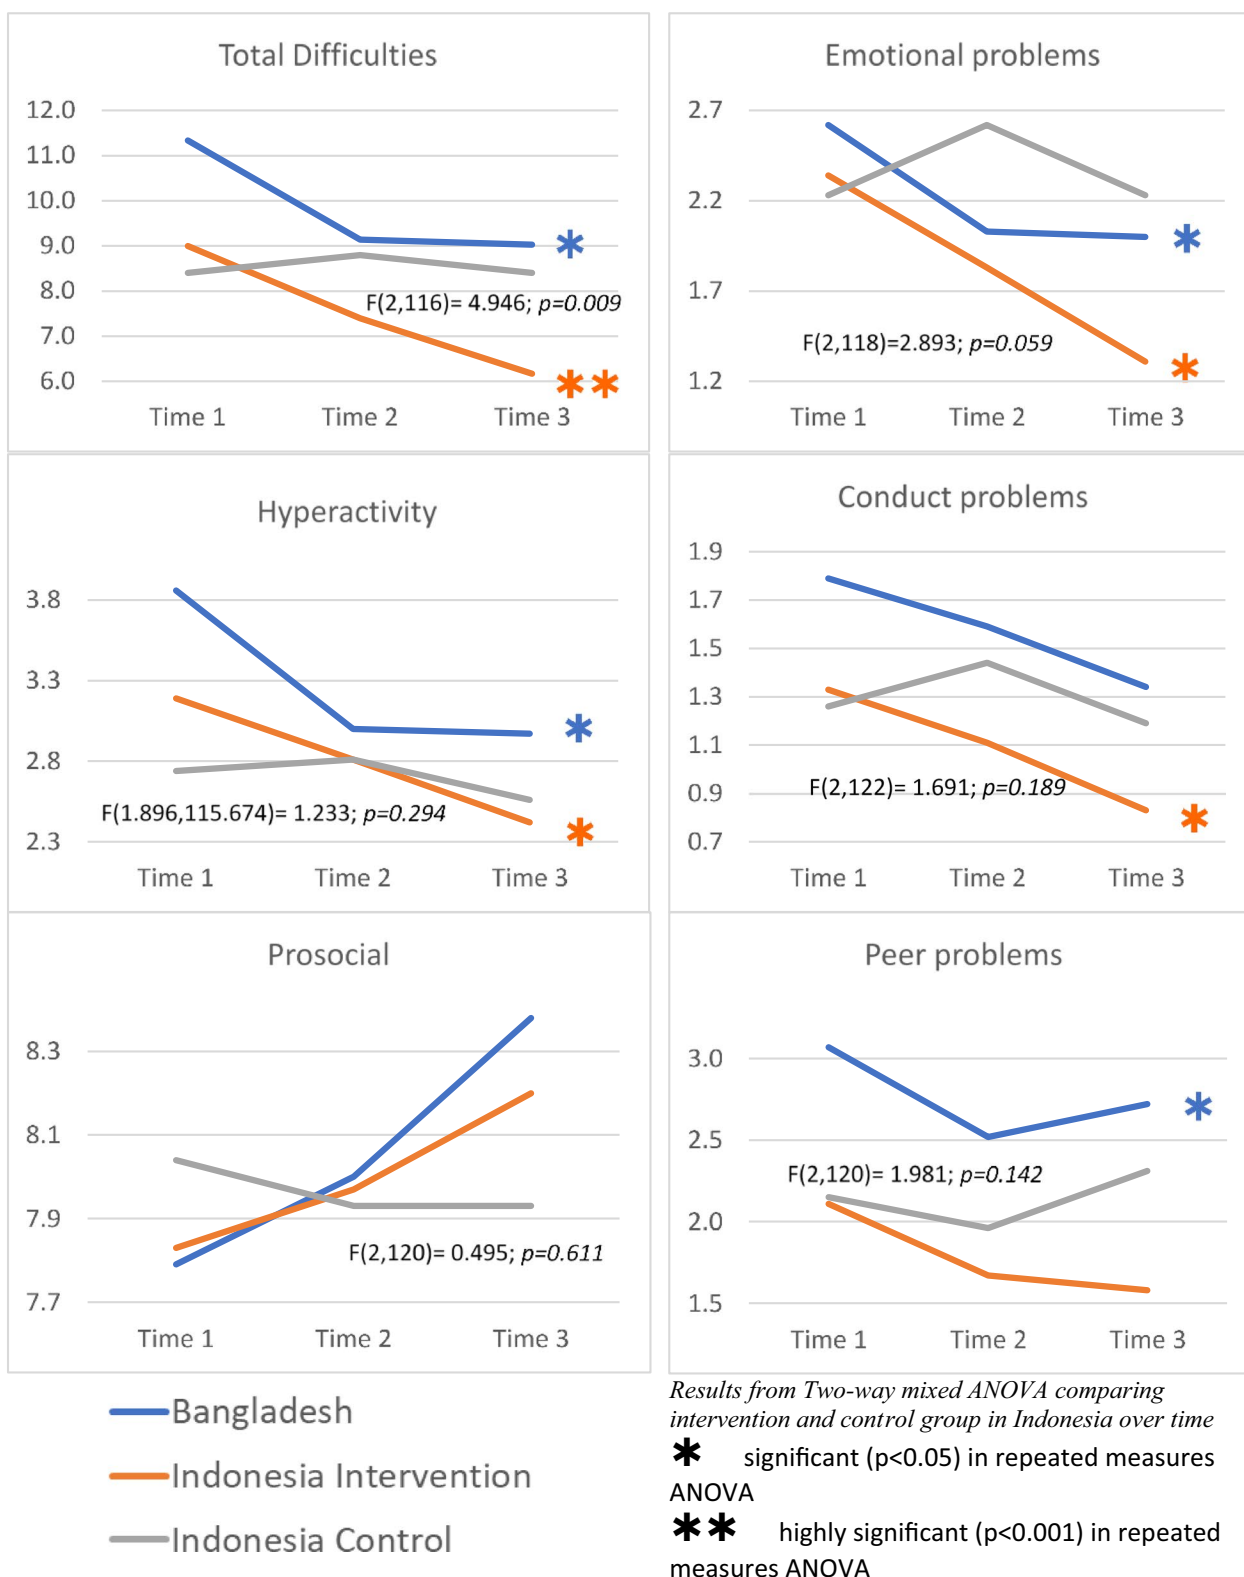 Total Difficulties
12.0
11.0
10.0
9.0
8.0
7.0
6.0
F(2,116)= 4.946; p=0.009
Time 1 Time 2 Time 3
Emotional problems
2.7
2.2
1.7
1.2
F(2,118)=2.893; p=0.059
Time 1 Time 2 Time 3
Hyperactivity
3.8
3.3
2.8
2.3
F(1.896,115.674)= 1.233; p=0.294
Time 1 Time 2 Time 3
Conduct problems
1.9
1.7
1.5
1.3
1.1
0.9
0.7
F(2,122)= 1.691; p=0.189
Time 1 Time 2 Time 3
Prosocial
8.3
8.1
7.9
7.7
F(2,120)= 0.495; p=0.611
Time 1 Time 2 Time 3
Peer problems
3.0
2.5
2.0
1.5
F(2,120)= 1.981; p=0.142
Time 1 Time 2 Time 3
Bangladesh
Indonesia Intervention
Indonesia Control
Results from Two-way mixed ANOVA comparing
intervention and control group in Indonesia over time
* significant (p<0.05) in repeated measures
ANOVA
** highly significant (p<0.001) in repeated
measures ANOVA